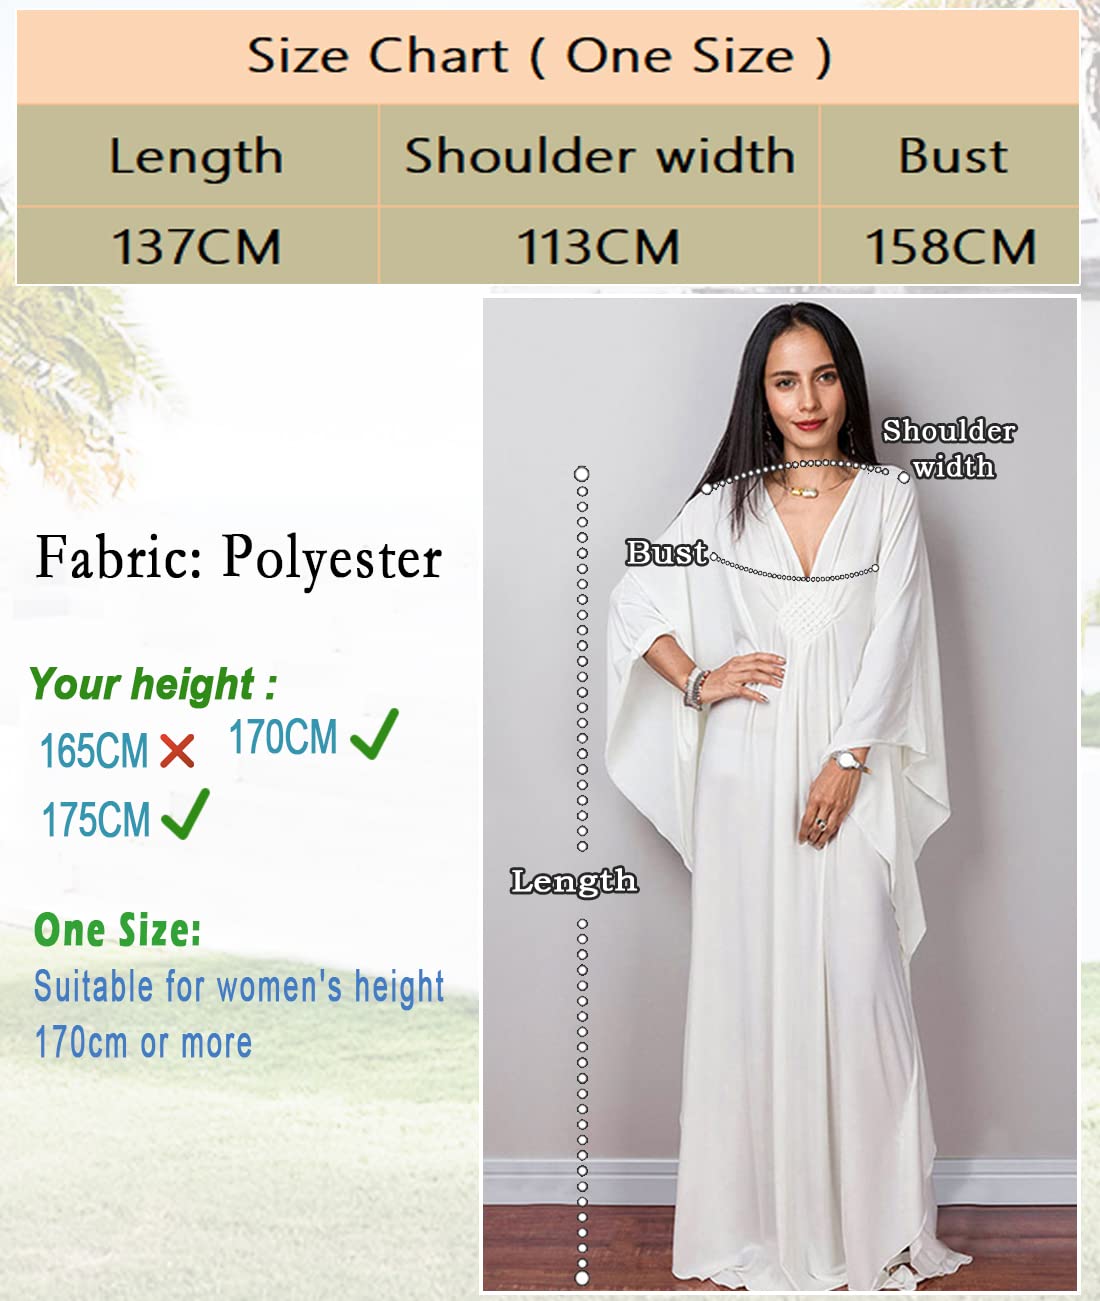 Size Chart ( One Size )
Length Shoulder width Bust
137CM 113CM 158CM
Shoulder
width
Bust
Fabric: Polyester
Your height :
165CM 170CM
175CM
Length
One Size:
Suitable for women's height
170cm or more